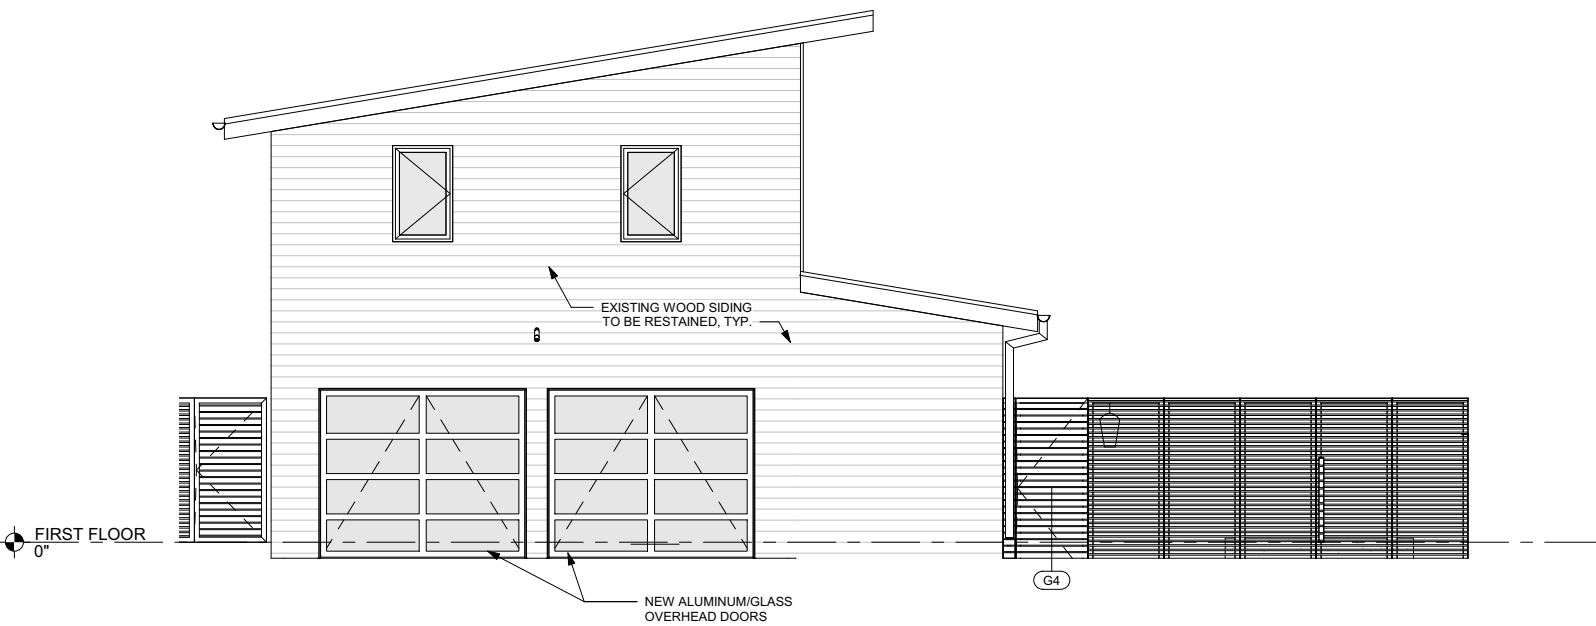 EXISTING WOOD SIDING
TO BE RESTAINED, TYP.
FIRST FLOOR
0"
G4
NEW ALUMINUM/GLASS
OVERHEAD DOORS